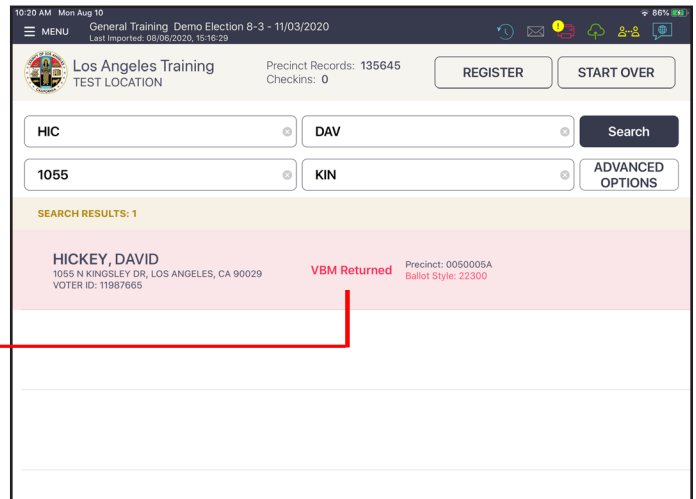 10:20 AM Mon Aug 10
86%
MENU
General Training Demo Election 8-3 - 11/03/2020
Last Imported: 08/06/2020, 15:16:29
Los Angeles Training
TEST LOCATION
Precinct Records: 135645
Checkins: 0
REGISTER
START OVER
HIC
DAV
Search
1055
KIN
ADVANCED
OPTIONS
SEARCH RESULTS: 1
HICKEY, DAVID
1055 N KINGSLEY DR, LOS ANGELES, CA 90029
VOTER ID: 11987665
VBM Returned
Precinct: 0050005A
Ballot Style: 22300